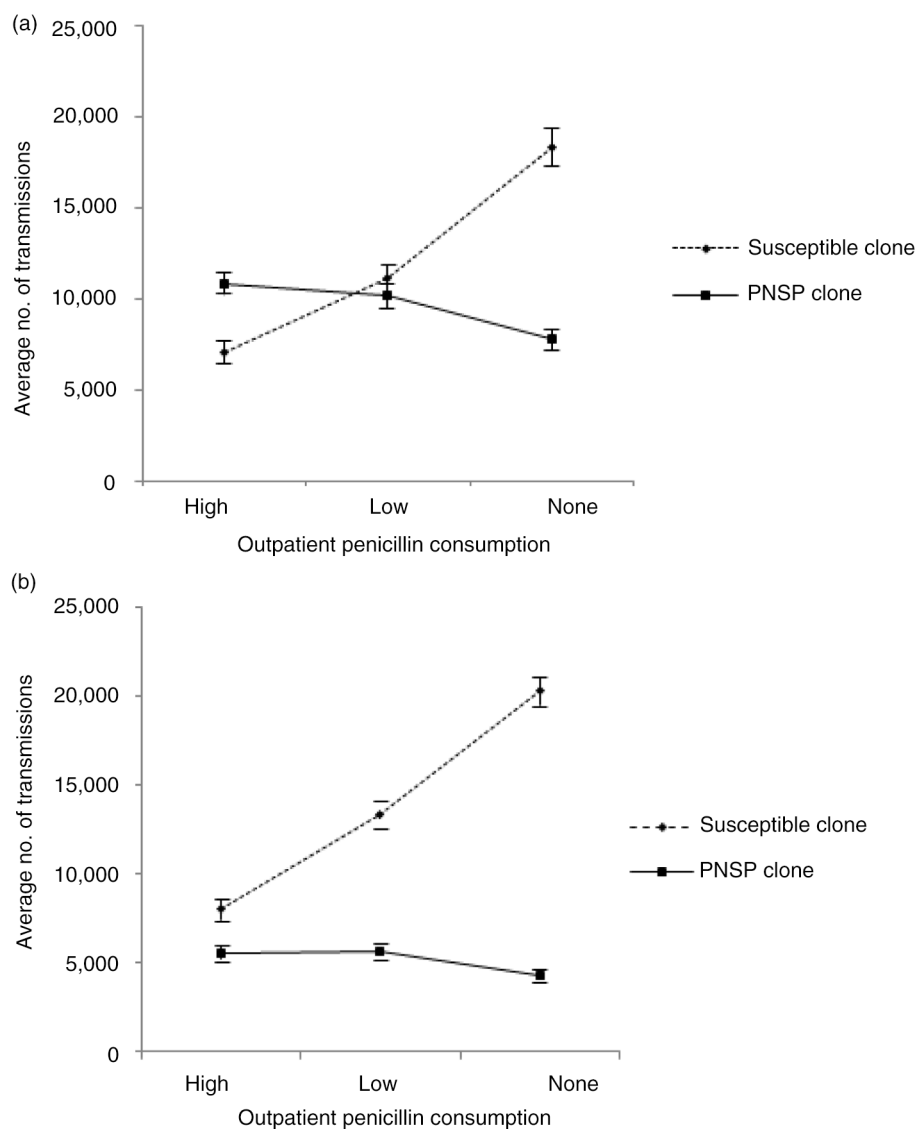 (a)
25,000
20,000
15,000
10,000
5,000
0
Average no. of transmissions
High Low None
Outpatient penicillin consumption
Susceptible clone
PNSP clone
(b)
25,000
20,000
15,000
10,000
5,000
0
Average no. of transmissions
High Low None
Outpatient penicillin consumption
Susceptible clone
PNSP clone